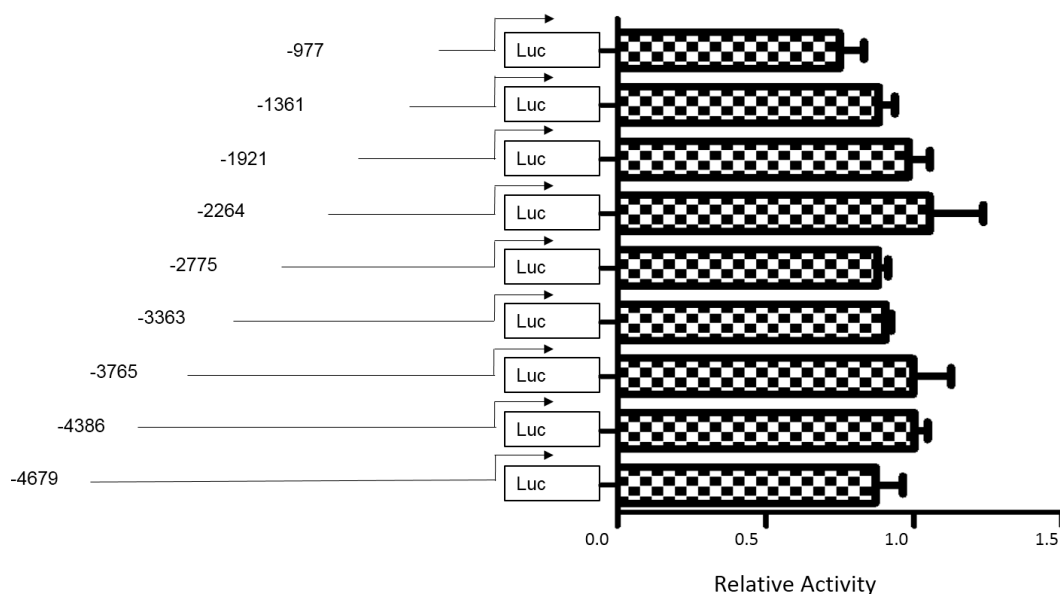 -977 Luc
-1361 Luc
-1921 Luc
-2264 Luc
-2775 Luc
-3363 Luc
-3765 Luc
-4386 Luc
-4679 Luc
0.0 0.5 1.0 1.5
Relative Activity